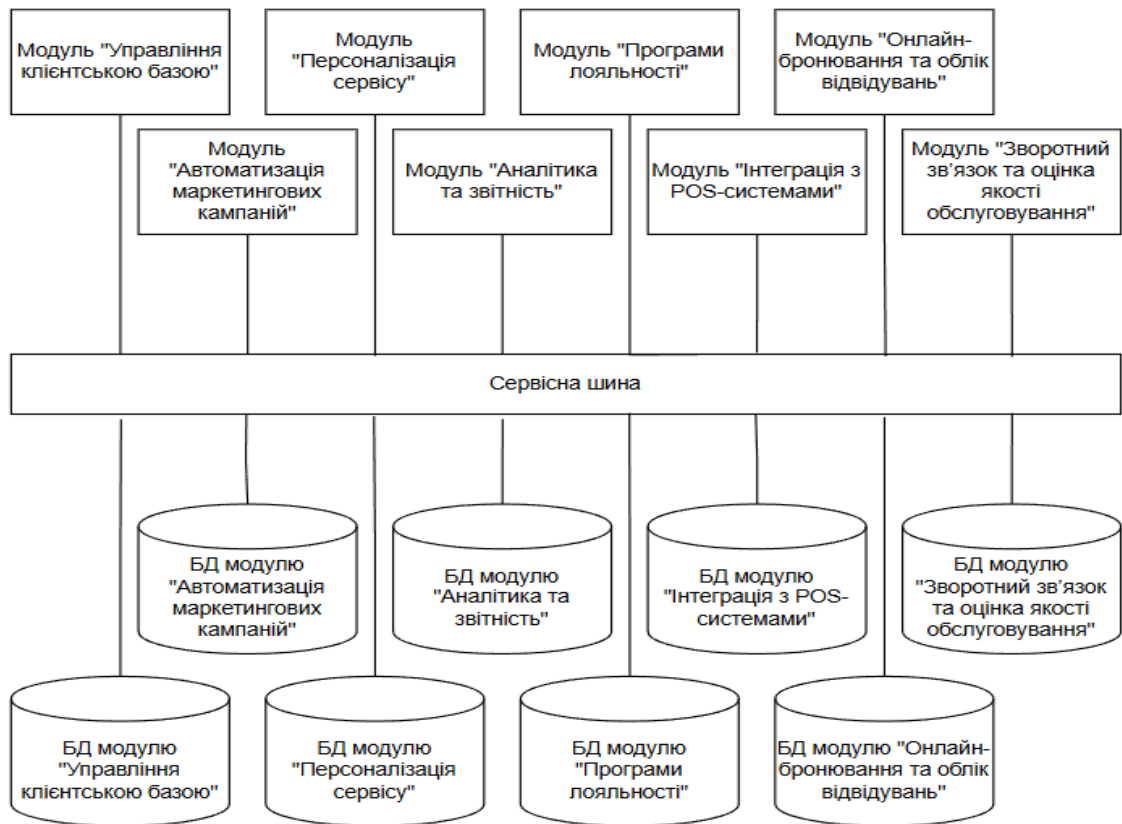 Модуль "Управління
клієнтською базою"
Модуль
"Персоналізація
сервісу"
Модуль "Програми
лояльності"
Модуль "Онлайн-
бронювання та облік
відвідувань"
Модуль
"Автоматизація
маркетингових
кампаній"
Модуль "Аналітика
та звітність"
Модуль "Інтеграція з
POS-системами"
Модуль "Зворотний
зв'язок та оцінка
якості
обслуговування"
Сервісна шина
БД модулю
"Автоматизація
маркетингових
кампаній"
БД модулю
"Аналітика та
звітність"
БД модулю
"Інтеграція з POS-
системами"
БД модулю
"Зворотний зв'язок
та оцінка якості
обслуговування"
БД модулю
"Управління
клієнтською базою"
БД модулю
"Персоналізація
сервісу"
БД модулю
"Програми
лояльності"
БД модулю "Онлайн-
бронювання та облік
відвідувань"